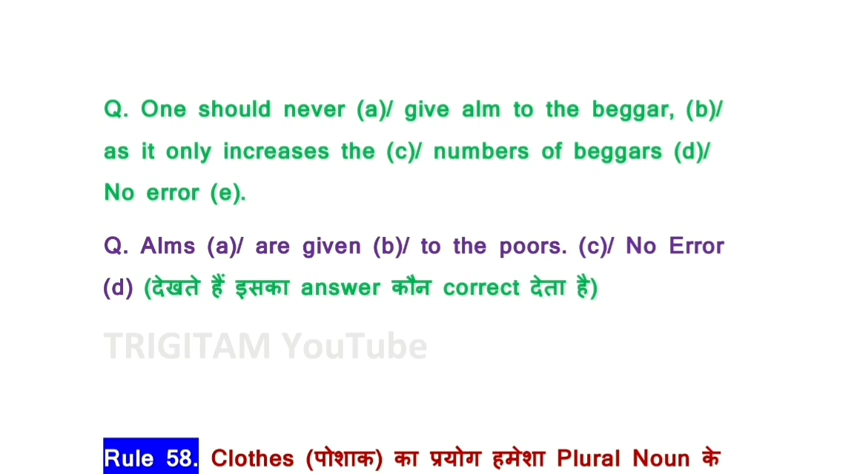 Q. One should never (a)/ give alm to the beggar, (b)/
as it only increases the (c)/ numbers of beggars (d)/
No error (e).
Q. Alms (a)/ are given (b)/ to the poors. (c)/ No Error
(d) (देखते हैं इसका answer कौन correct देता है)
TRIGITAM YouTube
Rule 58. Clothes (पोशाक) का प्रयोग हमेशा Plural Noun के